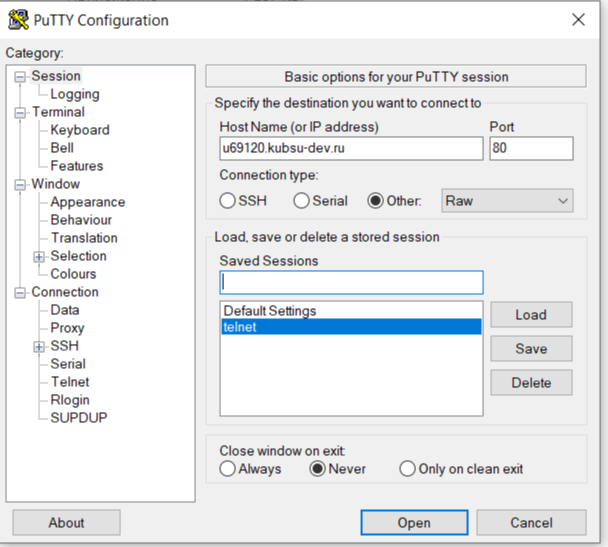 PuTTY Configuration
Category:
Session
Logging
Terminal
Keyboard
Bell
Features
Window
Appearance
Behaviour
Translation
Selection
Colours
Connection
Data
Proxy
SSH
Serial
Telnet
Rlogin
SUPDUP
Basic options for your PuTTY session
Specify the destination you want to connect to
Host Name (or IP address) Port
u69120.kubsu-dev.ru 80
Connection type:
SSH Serial Other: Raw
Load, save or delete a stored session
Saved Sessions
Default Settings
telnet
Load
Save
Delete
Close window on exit:
Always Never Only on clean exit
About Open Cancel